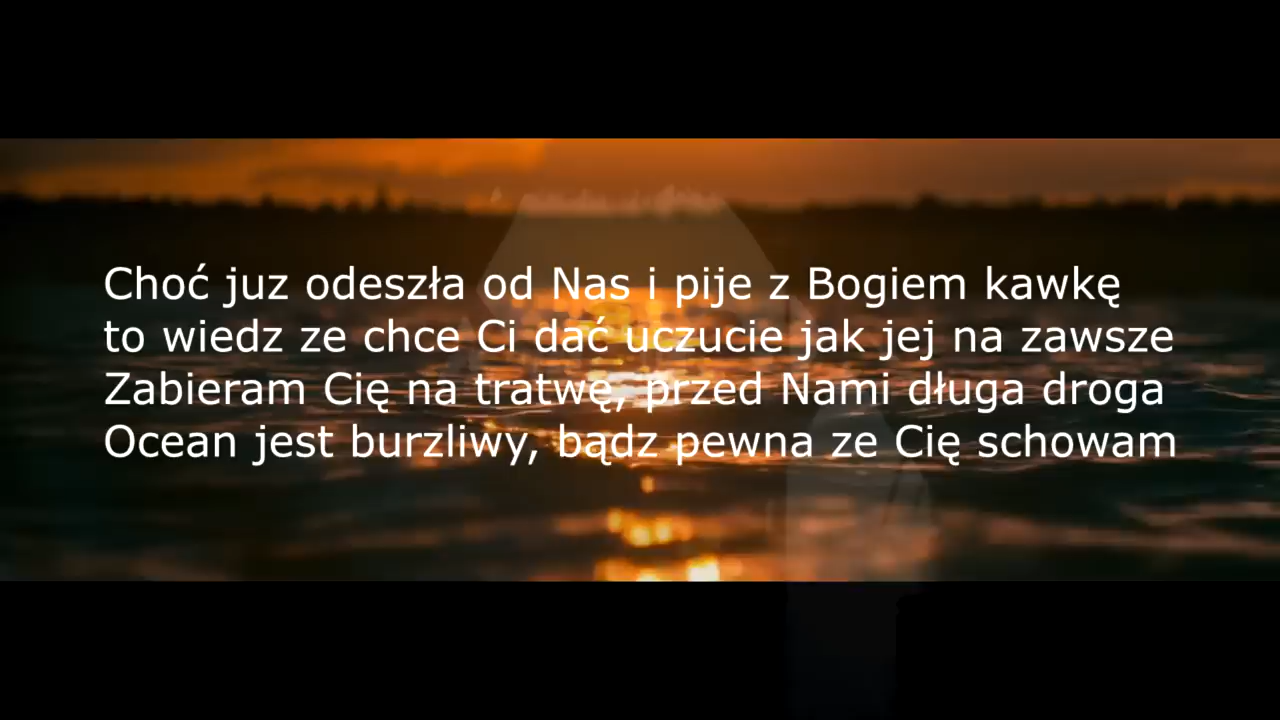 Choć juz odeszła od Nas i pije z Bogiem kawkę
to wiedz ze chce Ci dać uczucie jak jej na zawsze
Zabieram Cię na tratwę, przed Nami długa droga
Ocean jest burzliwy, bądz pewna ze Cię schowam